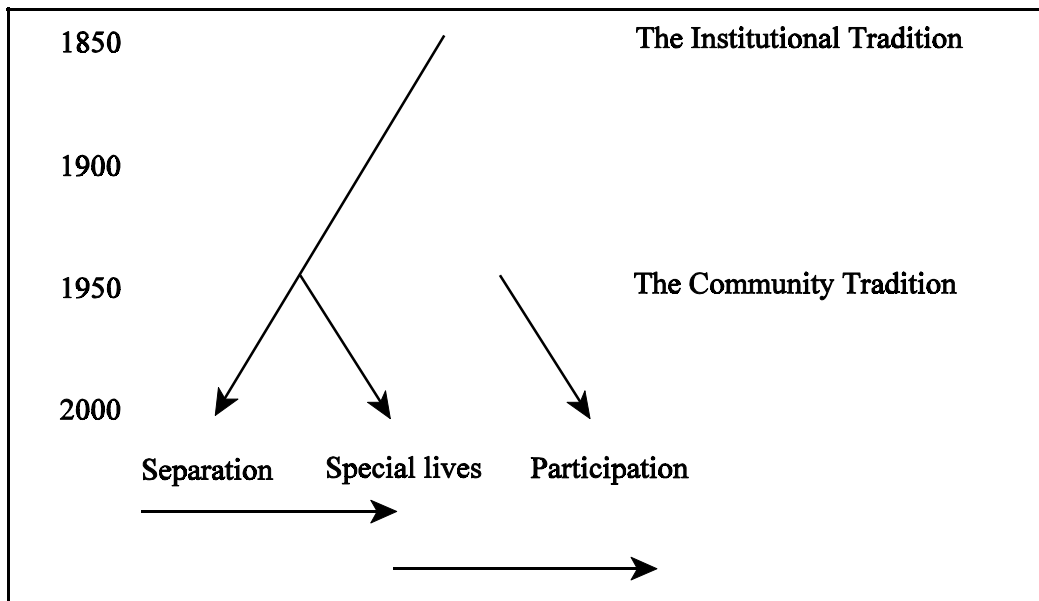 1850 The Institutional Tradition
1900
1950 The Community Tradition
2000
Separation Special lives Participation